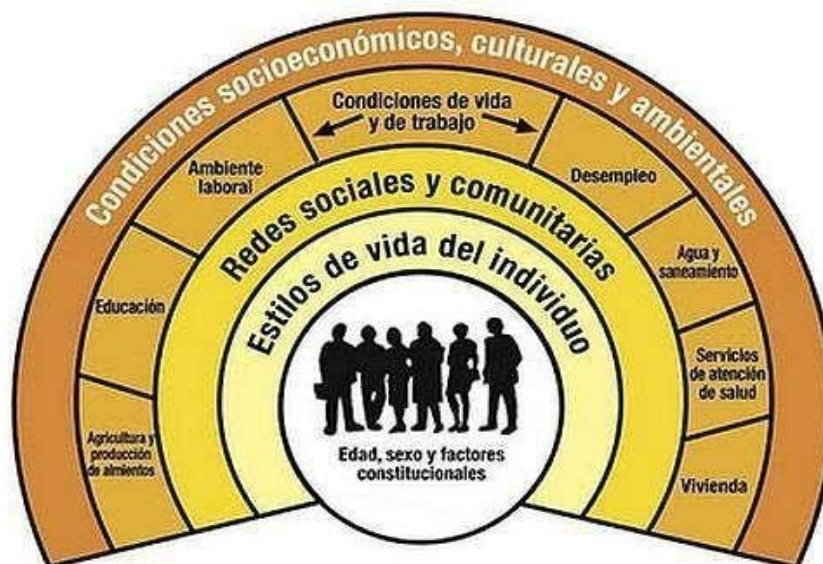 Condiciones socioeconómicos, culturales y ambientales
Condiciones de vida
y de trabajo
Ambiente
laboral
Desempleo
Redes sociales y comunitarias
Agua y
saneamiento
Estilos de vida del individuo
Educación
Servicios
de atención
de salud
Agricultura y
producción
de almientos
Edad, sexo y factores
constitucionales
Vivienda